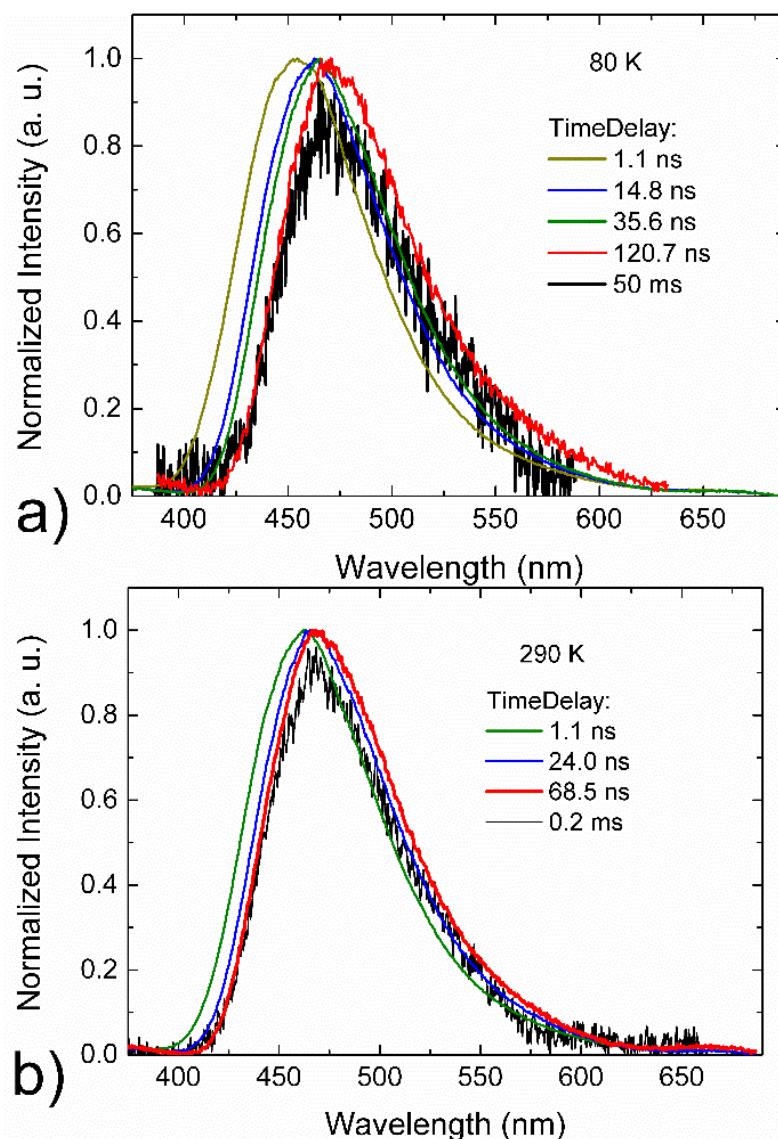 80 K
TimeDelay:
1.1 ns
14.8 ns
35.6 ns
120.7 ns
50 ms
Normalized Intensity (a. u.)
1.0
0.8
0.6
0.4
0.2
0.0
400 450 500 550 600 650
Wavelength (nm)
a)
290 K
TimeDelay:
1.1 ns
24.0 ns
68.5 ns
0.2 ms
Normalized Intensity (a. u.)
1.0
0.8
0.6
0.4
0.2
0.0
400 450 500 550 600 650
Wavelength (nm)
b)